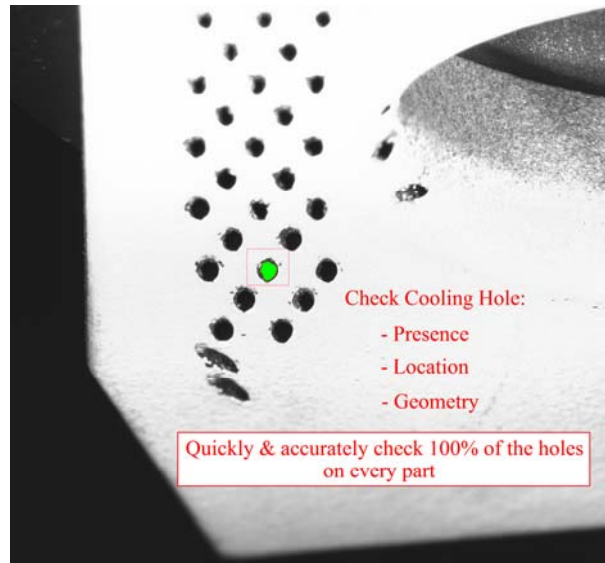 Check Cooling Hole:
- Presence
- Location
- Geometry
Quickly & accurately check 100% of the holes
on every part